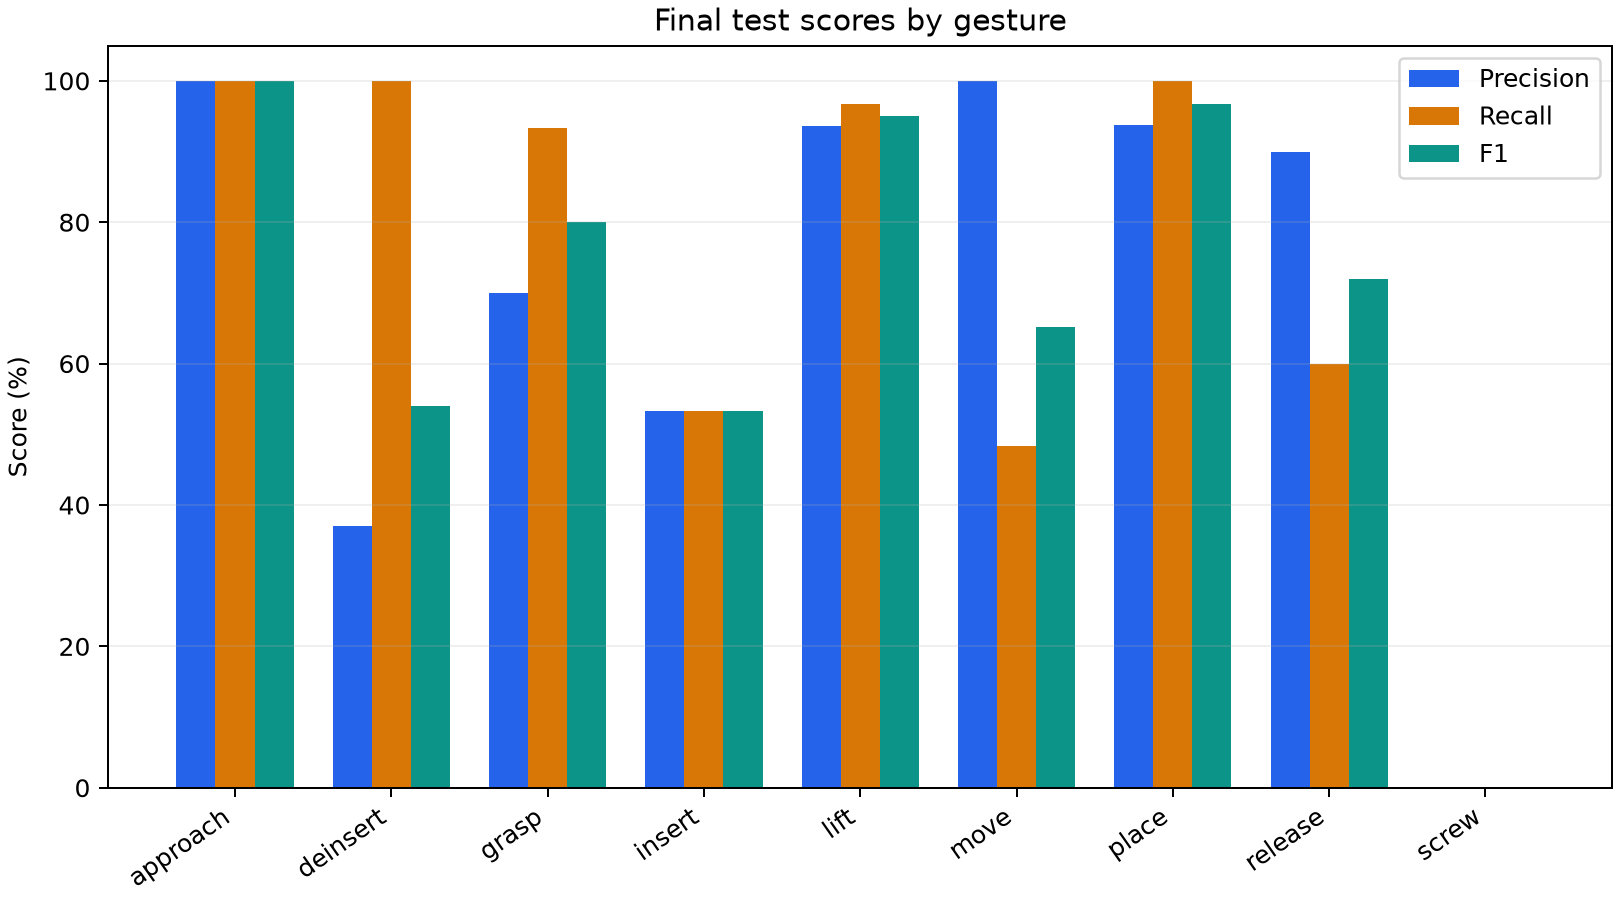 Final test scores by gesture
Precision
Recall
F1
Score (%)
100
80
60
40
20
0
approach
deinsert
grasp
insert
lift
move
place
release
screw